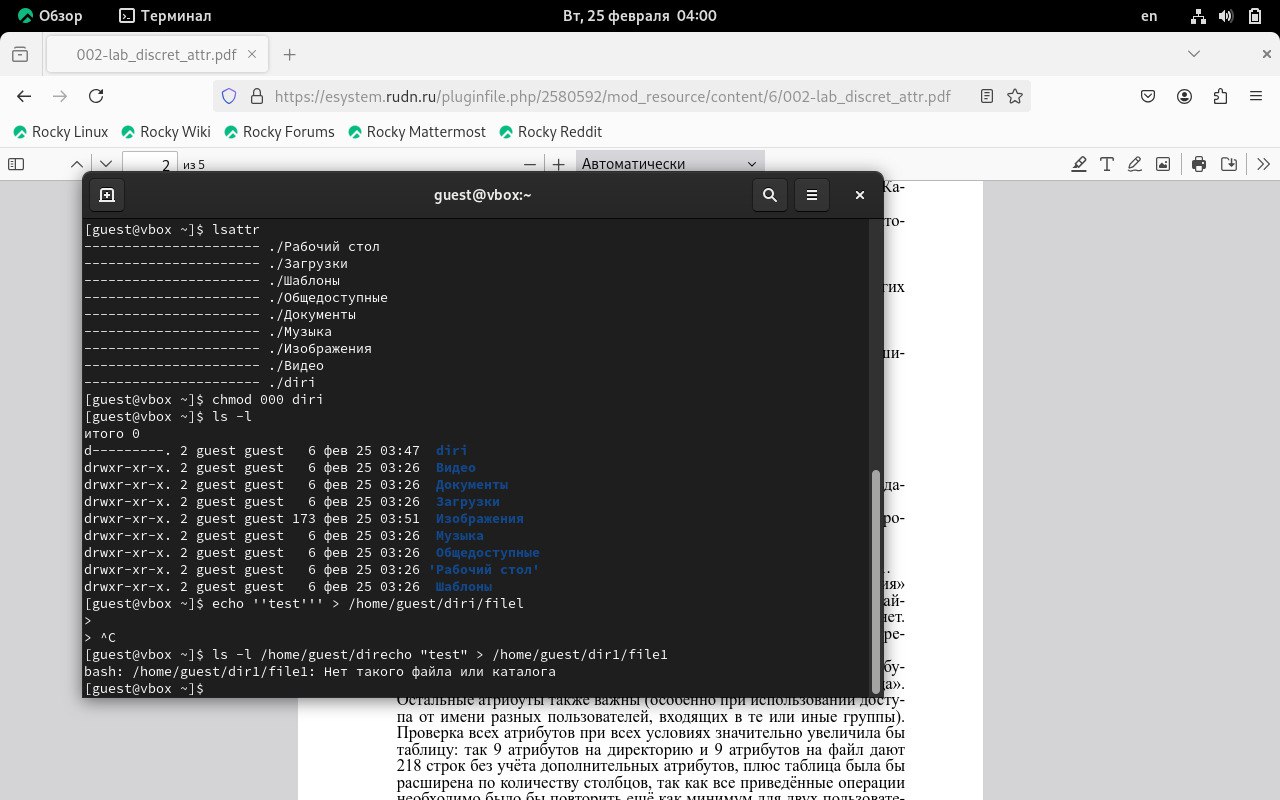 Обзор Терминал Вт, 25 февраля 04:00 en
002-lab_discret_attr.pdf
https://esystem.rudn.ru/pluginfile.php/2580592/mod_resource/content/6/002-lab_discret_attr.pdf
Rocky Linux Rocky Wiki Rocky Forums Rocky Mattermost Rocky Reddit
2 из 5 Автоматически
guest@vbox:~
[guest@vbox ~]$ lsattr
---------------------- ./Рабочий стол
---------------------- ./Загрузки
---------------------- ./Шаблоны
---------------------- ./Общедоступные
---------------------- ./Документы
---------------------- ./Музыка
---------------------- ./Изображения
---------------------- ./Видео
---------------------- ./diri
[guest@vbox ~]$ chmod 000 diri
[guest@vbox ~]$ ls -l
итого 0
d---------. 2 guest guest 6 фев 25 03:47 diri
drwxr-xr-x. 2 guest guest 6 фев 25 03:26 Видео
drwxr-xr-x. 2 guest guest 6 фев 25 03:26 Документы
drwxr-xr-x. 2 guest guest 6 фев 25 03:26 Загрузки
drwxr-xr-x. 2 guest guest 173 фев 25 03:51 Изображения
drwxr-xr-x. 2 guest guest 6 фев 25 03:26 Музыка
drwxr-xr-x. 2 guest guest 6 фев 25 03:26 Общедоступные
drwxr-xr-x. 2 guest guest 6 фев 25 03:26 'Рабочий стол'
drwxr-xr-x. 2 guest guest 6 фев 25 03:26 Шаблоны
[guest@vbox ~]$ echo ''test''' > /home/guest/diri/filel
>
> ^C
[guest@vbox ~]$ ls -l /home/guest/direcho "test" > /home/guest/dir1/file1
bash: /home/guest/dir1/file1: Нет такого файла или каталога
[guest@vbox ~]$
Остальные атрибуты также важны (особенно при использовании досту-
па от имени разных пользователей, входящих в те или иные группы).
Проверка всех атрибутов при всех условиях значительно увеличила бы
таблицу: так 9 атрибутов на директорию и 9 атрибутов на файл дают
218 строк без учёта дополнительных атрибутов, плюс таблица была бы
расширена по количеству столбцов, так как все приведённые операции
необходимо было бы повторить ещё как минимум для двух пользовате-